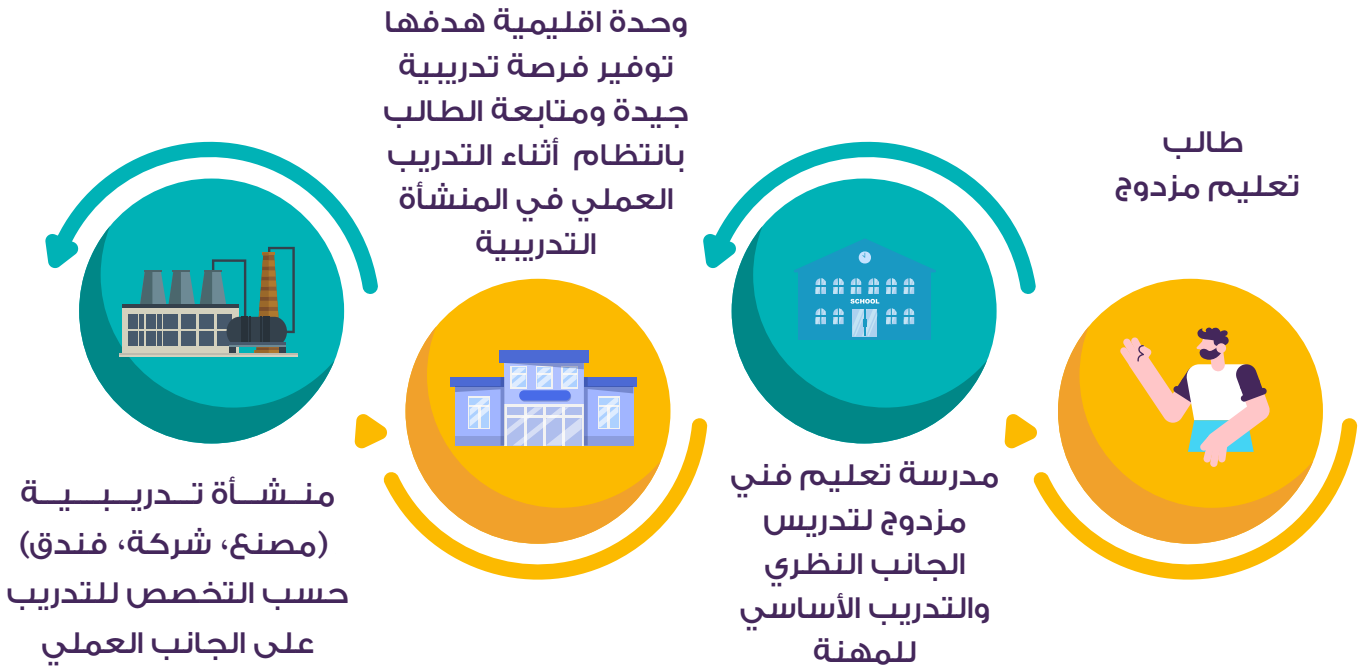 طالب
تعليم مزدوج
SCHOOL
مدرسة تعليم فني
مزدوج لتدريس
الجانب النظري
والتدريب الأساسي
للمهنة
وحدة اقليمية هدفها
توفير فرصة تدريبية
جيدة ومتابعة الطالب
بانتظام أثناء التدريب
العملي في المنشأة
التدريبية
منشأة تدريبية
(مصنع، شركة، فندق)
حسب التخصص للتدريب
على الجانب العملي